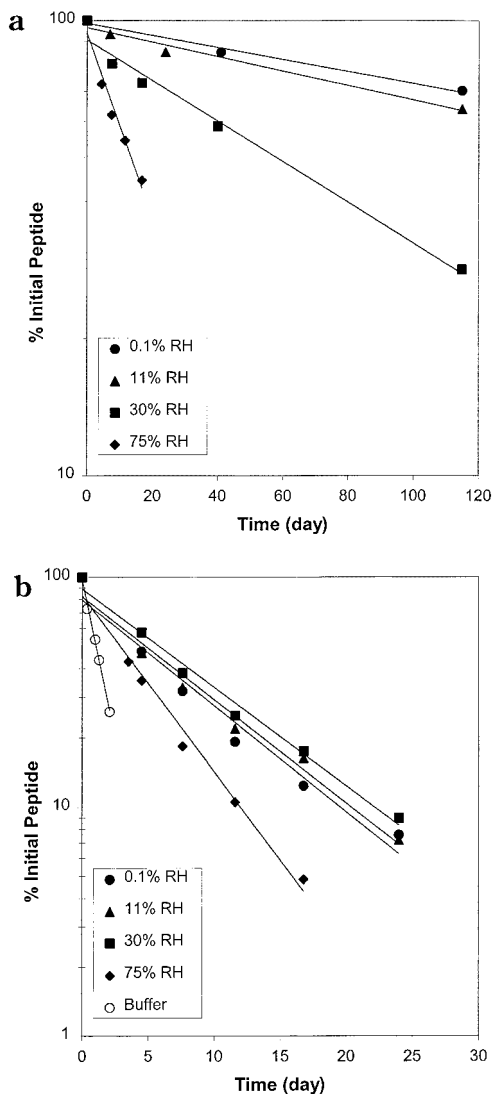 a
100
10
% Initial Peptide
0.1% RH
11% RH
30% RH
75% RH
0 20 40 60 80 100 120
Time (day)
b
100
10
1
% Initial Peptide
0.1% RH
11% RH
30% RH
75% RH
Buffer
0 5 10 15 20 25 30
Time (day)